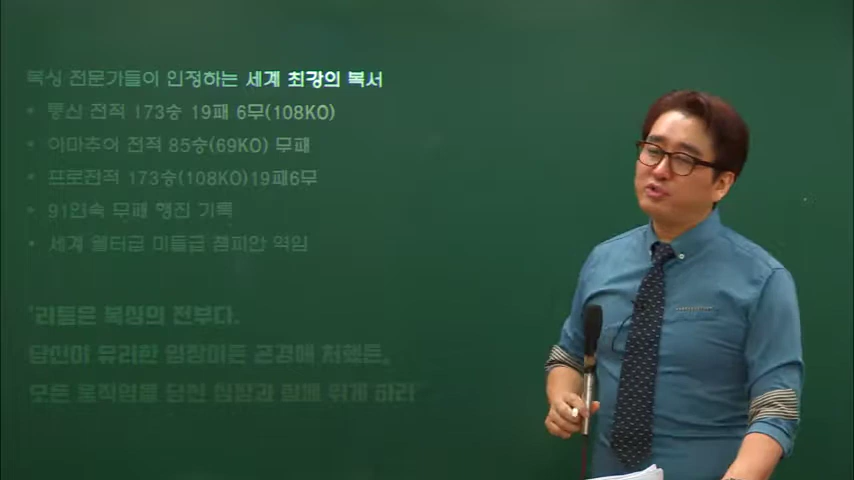 복싱 전문가들이 인정하는 세계 최강의 복서
• 통산 전적 173승 19패 6무(108KO)
• 아마추어 전적 85승(69KO) 무패
• 프로전적 173승(108KO)19패6무
• 91연속 무패 행진 기록
• 세계 웰터급 미들급 챔피언 역임
"리듬은 복싱의 전부다.
당신이 유리한 입장이든 곤경에 처했든,
모든 움직임을 당신 심장과 함께 뛰게 하라"